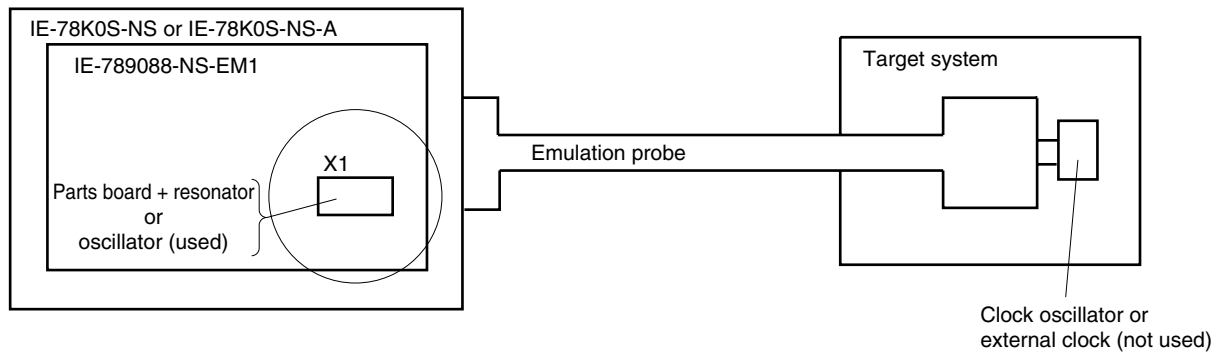 IE-78K0S-NS or IE-78K0S-NS-A
IE-789088-NS-EM1
X1
Parts board + resonator
or
oscillator (used)
Emulation probe
Target system
Clock oscillator or
external clock (not used)